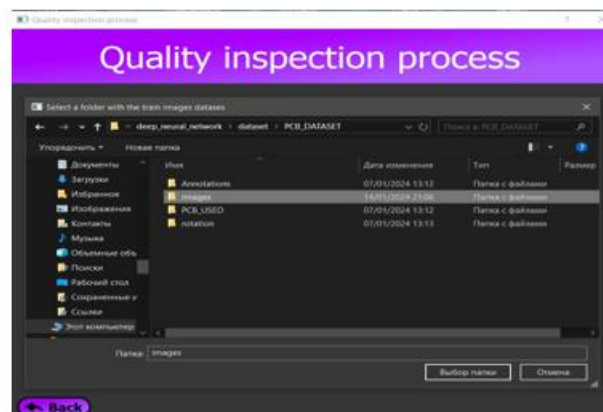 Quality inspection process
Quality inspection process
Select a folder with the train images datases
deep_neural_network › dataset › PCB_DATASET
Поиск в: PCB_DATASET
Упорядочить
Новая папка
Имя
Дата изменения
Тип
Размер
Документы
Загрузки
Избранное
Изображения
Контакты
Музыка
Объемные объ
Поиски
Рабочий стол
Сохраненные и
Ссылки
Этот компьютер
Annotations 07/01/2024 13:12 Папка с файлами
images 14/01/2024 21:06 Папка с файлами
PCB_USED 07/01/2024 13:12 Папка с файлами
rotation 07/01/2024 13:13 Папка с файлами
Папка: images
Выбор папки
Отмена
Back